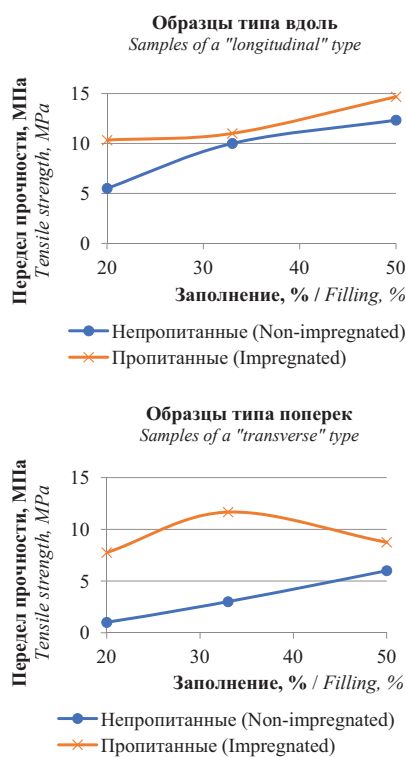 Образцы типа вдоль
Samples of a "longitudinal" type
Передел прочности, МПа
Tensile strength, MPa
15
10
5
0
20
30
40
50
Заполнение, % / Filling, %
Непропитанные (Non-impregnated)
Пропитанные (Impregnated)
Образцы типа поперек
Samples of a "transverse" type
Передел прочности, МПа
Tensile strength, MPa
15
10
5
0
20
30
40
50
Заполнение, % / Filling, %
Непропитанные (Non-impregnated)
Пропитанные (Impregnated)